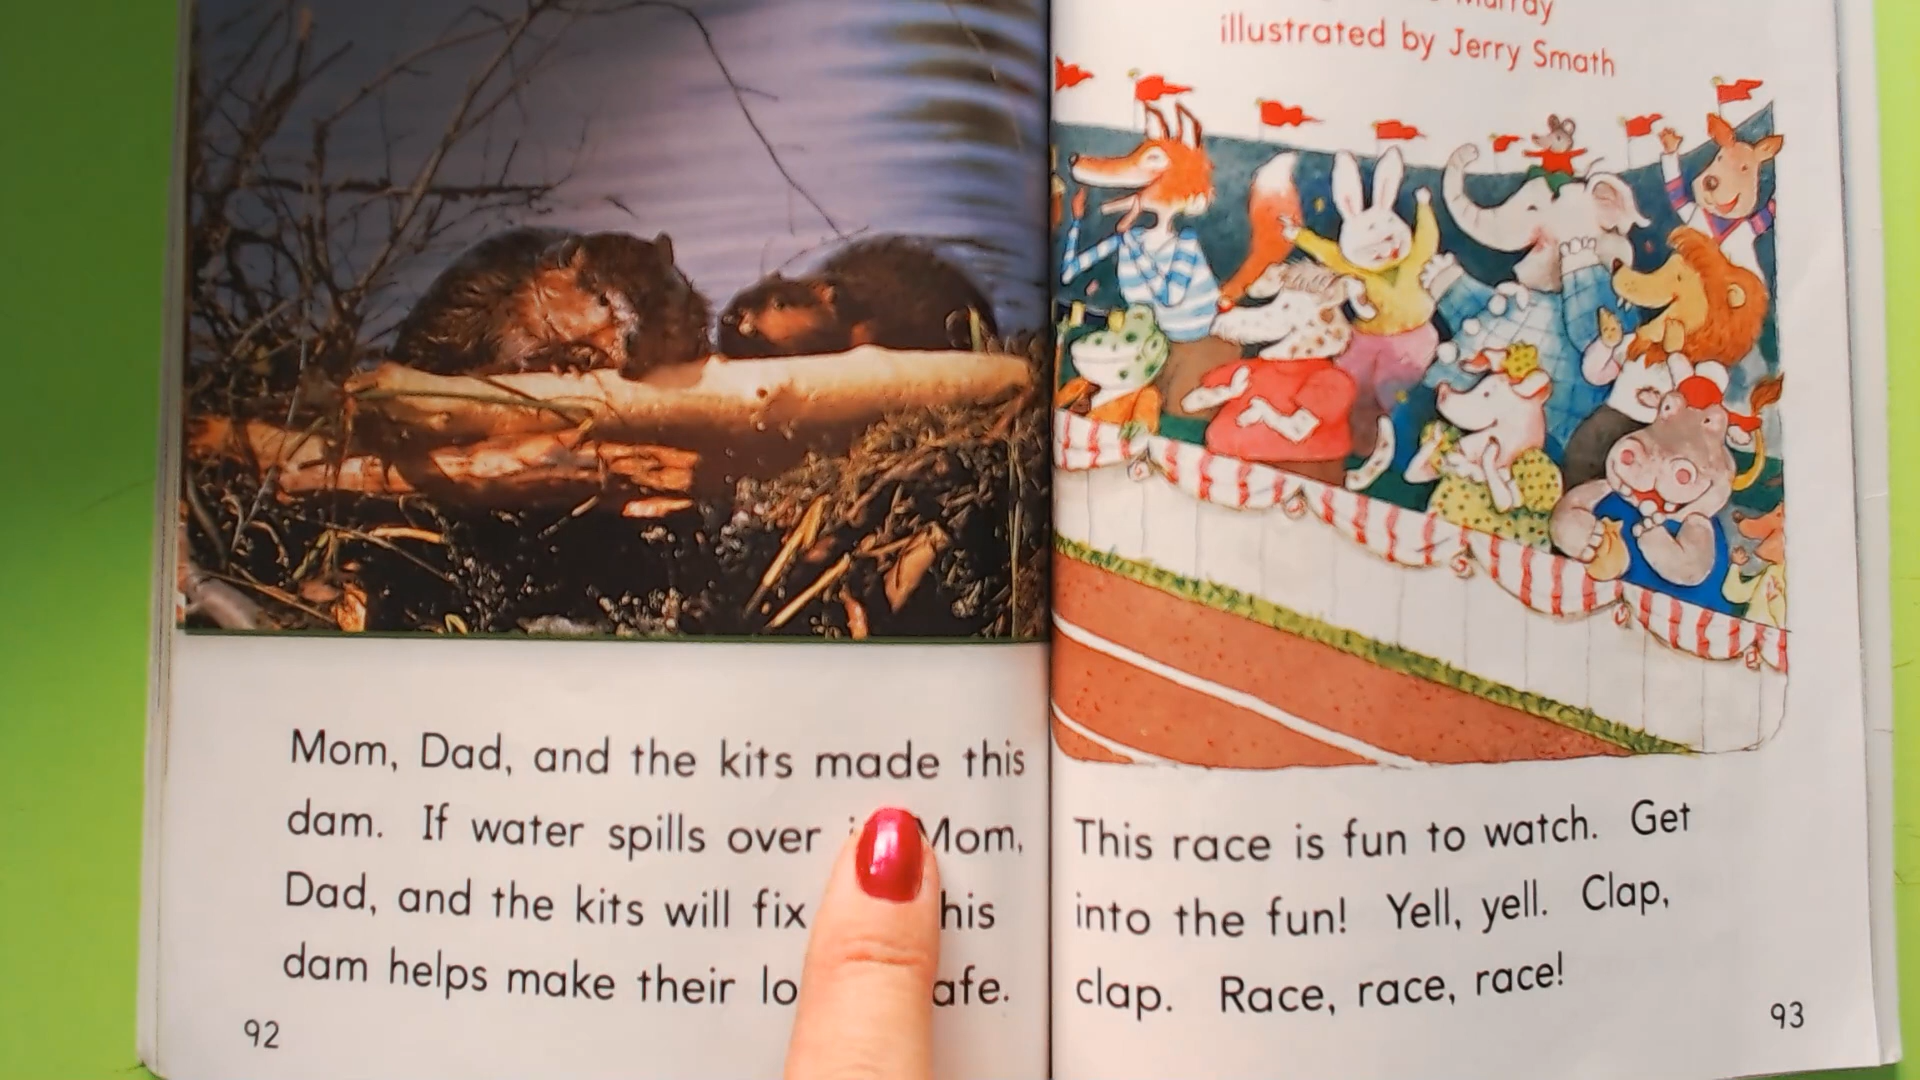 Mom, Dad, and the kits made this
dam. If water spills over Mom,
Dad, and the kits will fix
dam helps make their
92
Murray
illustrated by Jerry Smath
This race is fun to watch. Get
into the fun! Yell, yell. Clap,
clap. Race, race, race!
93